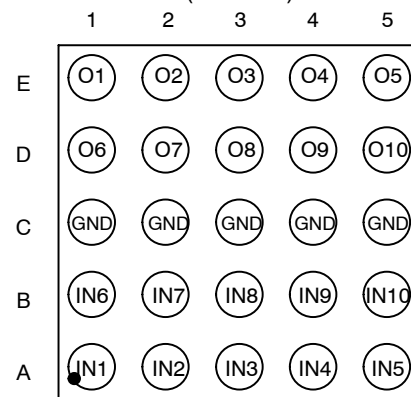 1 2 3 4 5
E O1 O2 O3 O4 O5
D O6 O7 O8 O9 O10
C GND GND GND GND GND
B IN6 IN7 IN8 IN9 IN10
A IN1 IN2 IN3 IN4 IN5